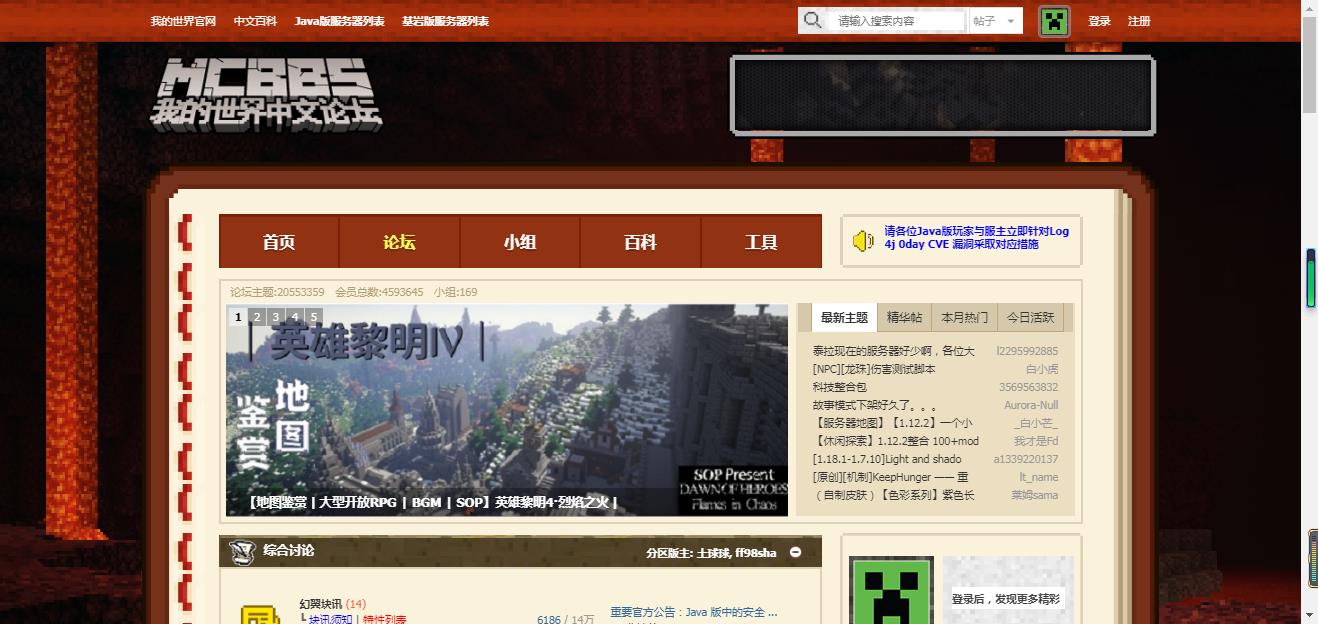 我的世界官网 中文百科 Java版服务器列表 基岩版服务器列表 请输入搜索内容 帖子 登录 注册
MCBBS
我的世界中文论坛
首页 论坛 小组 百科 工具
请各位Java版玩家与服主立即针对Log
4j 0day CVE 漏洞采取对应措施
论坛主题:20553359 会员总数:4593645 小组:169
1 2 3 4 5
英雄黎明IV
地图
鉴赏
SOP Present
DAWN OF HEROES
Flames in Chaos
【地图鉴赏 | 大型开放RPG | BGM | SOP】英雄黎明4·烈焰之火 |
最新主题 精华帖 本月热门 今日活跃
泰拉现在的服务器好少啊，各位大 l2295992885
[NPC][龙珠]伤害测试脚本 白小虎
科技整合包 3569563832
故事模式下架好久了。。。 Aurora-Null
【服务器地图】【1.12.2】一个小 _白小芒_
【休闲探索】1.12.2整合 100+mod 我才是Fd
[1.18.1-1.7.10]Light and shado a1339220137
[原创][机制]KeepHunger —— 重 lt_name
（自制皮肤）【色彩系列】紫色长 莱姆sama
综合讨论 分区版主: 土球球, ff98sha
幻翼块讯 (14)
块讯须知 | 特性列表
6186 / 14万
重要官方公告：Java 版中的安全 ...
登录后，发现更多精彩